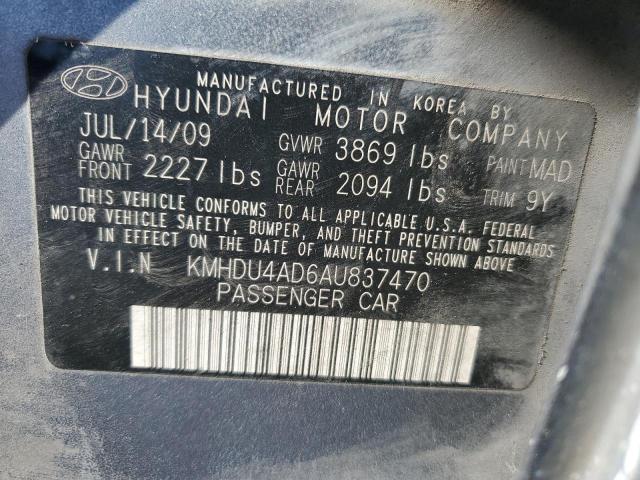 MANUFACTURED IN KOREA BY
HYUNDAI MOTOR COMPANY
JUL/14/09 GVWR 3869 lbs PAINT MAD
GAWR FRONT 2227 lbs GAWR REAR 2094 lbs TRIM 9Y
THIS VEHICLE CONFORMS TO ALL APPLICABLE U.S.A. FEDERAL
MOTOR VEHICLE SAFETY, BUMPER, AND THEFT PREVENTION STANDARDS
IN EFFECT ON THE DATE OF MANUFACTURE SHOWN ABOVE.
V.I.N KMHDU4AD6AU837470
PASSENGER CAR